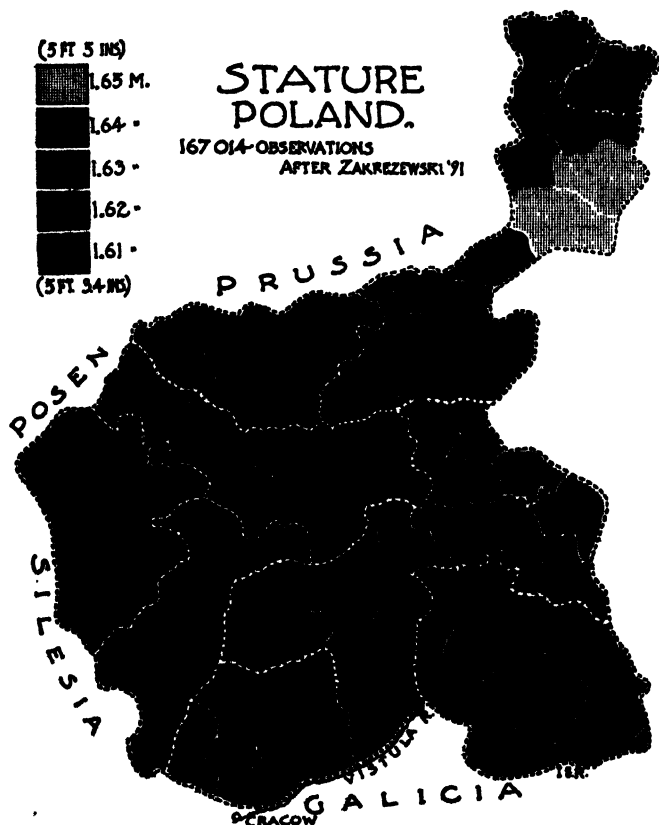 STATURE
POLAND.
167 014-OBSERVATIONS
AFTER ZAKREZEWSKI '91
(5 FT 5 INS)
1.65 M.
1.64 "
1.63 "
1.62 "
1.61 "
(5 FT 3.4 INS)
PRUSSIA
POSEN
SILESIA
VISTULA R.
GALICIA
CRACOW